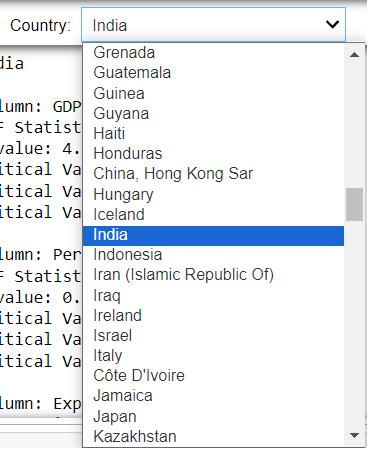 Country: India
Grenada
dia
Guatemala
Guinea
lumn: GDP
Guyana
F Statist
Haiti
value: 4.
Honduras
itical Va
China, Hong Kong Sar
itical Va
Hungary
itical Va
Iceland
India
lumn: Per
Indonesia
F Statist
Iran (Islamic Republic Of)
value: 0.
Iraq
itical Va
Ireland
itical Va
Israel
itical Va
Italy
Côte D'Ivoire
Jamaica
lumn: Exp
Japan
Kazakhstan